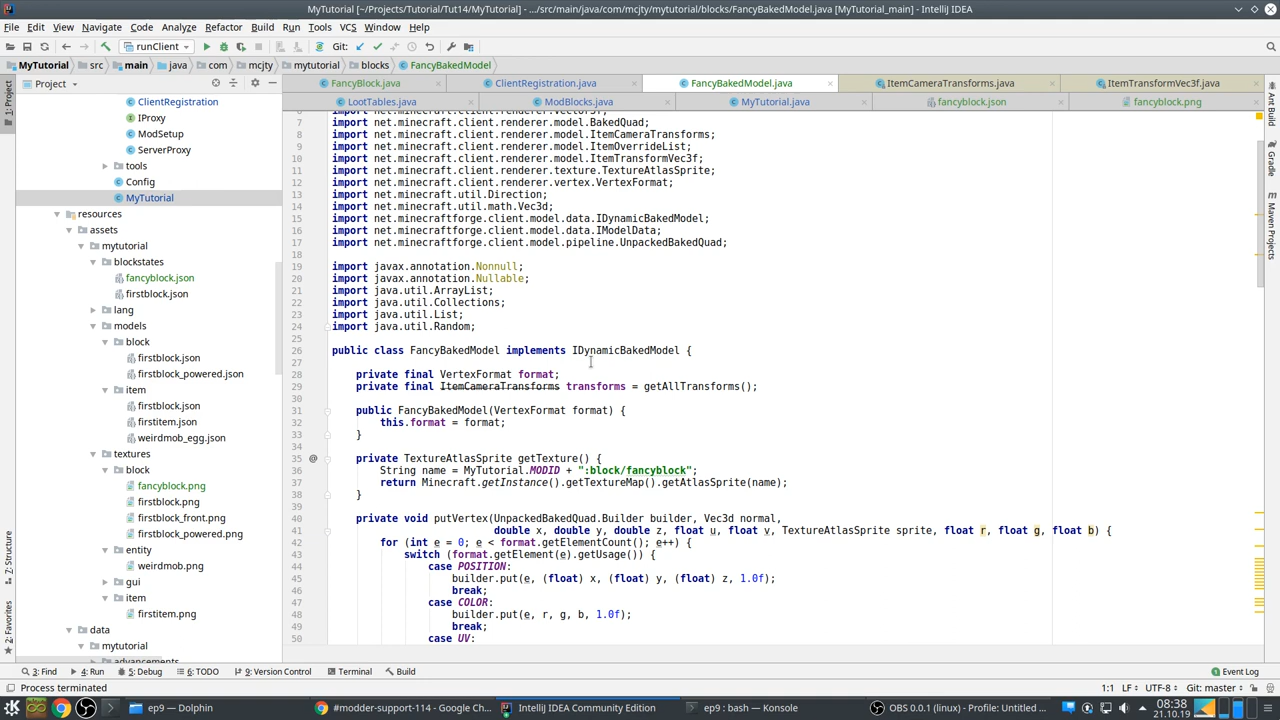 MyTutorial [~/Projects/Tutorial/Tut14/MyTutorial] - .../src/main/java/com/mcjty/mytutorial/blocks/FancyBakedModel.java [MyTutorial_main] - IntelliJ IDEA
File Edit View Navigate Code Analyze Refactor Build Run Tools VCS Window Help
runClient Git:
MyTutorial src main java com mcjty mytutorial blocks FancyBakedModel
Project
FancyBlock.java ClientRegistration.java FancyBakedModel.java ItemCameraTransforms.java ItemTransformVec3f.java
LootTables.java ModBlocks.java MyTutorial.java fancyblock.json fancyblock.png
1: Project
7: Structure
2: Favorites
Ant Build
Gradle
Maven Projects
ClientRegistration
IProxy
ModSetup
ServerProxy
tools
Config
MyTutorial
resources
assets
mytutorial
blockstates
fancyblock.json
firstblock.json
lang
models
block
firstblock.json
firstblock_powered.json
item
firstblock.json
firstitem.json
weirdmob_egg.json
textures
block
fancyblock.png
firstblock.png
firstblock_front.png
firstblock_powered.png
entity
weirdmob.png
gui
item
firstitem.png
data
mytutorial
advancements
7 import net.minecraft.client.renderer.model.BakedQuad;
8 import net.minecraft.client.renderer.model.ItemCameraTransforms;
9 import net.minecraft.client.renderer.model.ItemOverrideList;
10 import net.minecraft.client.renderer.model.ItemTransformVec3f;
11 import net.minecraft.client.renderer.texture.TextureAtlasSprite;
12 import net.minecraft.client.renderer.vertex.VertexFormat;
13 import net.minecraft.util.Direction;
14 import net.minecraft.util.math.Vec3d;
15 import net.minecraftforge.client.model.data.IDynamicBakedModel;
16 import net.minecraftforge.client.model.data.IModelData;
17 import net.minecraftforge.client.model.pipeline.UnpackedBakedQuad;
18
19 import javax.annotation.Nonnull;
20 import javax.annotation.Nullable;
21 import java.util.ArrayList;
22 import java.util.Collections;
23 import java.util.List;
24 import java.util.Random;
25
26 public class FancyBakedModel implements IDynamicBakedModel {
27
28 private final VertexFormat format;
29 private final ItemCameraTransforms transforms = getAllTransforms();
30
31 public FancyBakedModel(VertexFormat format) {
32 this.format = format;
33 }
34
35 private TextureAtlasSprite getTexture() {
36 String name = MyTutorial.MODID + ":block/fancyblock";
37 return Minecraft.getInstance().getTextureMap().getAtlasSprite(name);
38 }
39
40 private void putVertex(UnpackedBakedQuad.Builder builder, Vec3d normal,
41 double x, double y, double z, float u, float v, TextureAtlasSprite sprite, float r, float g, float b) {
42 for (int e = 0; e < format.getElementCount(); e++) {
43 switch (format.getElement(e).getUsage()) {
44 case POSITION:
45 builder.put(e, (float) x, (float) y, (float) z, 1.0f);
46 break;
47 case COLOR:
48 builder.put(e, r, g, b, 1.0f);
49 break;
50 case UV:
3: Find 4: Run 5: Debug 6: TODO 9: Version Control Terminal Build Event Log
Process terminated 1:1 LF UTF-8 Git: master
ep9 : Dolphin #modder-support-114 - Google Ch... IntelliJ IDEA Community Edition ep9 : bash — Konsole OBS 0.0.1 (linux) - Profile: Untitled ... 08:38
21.10.19